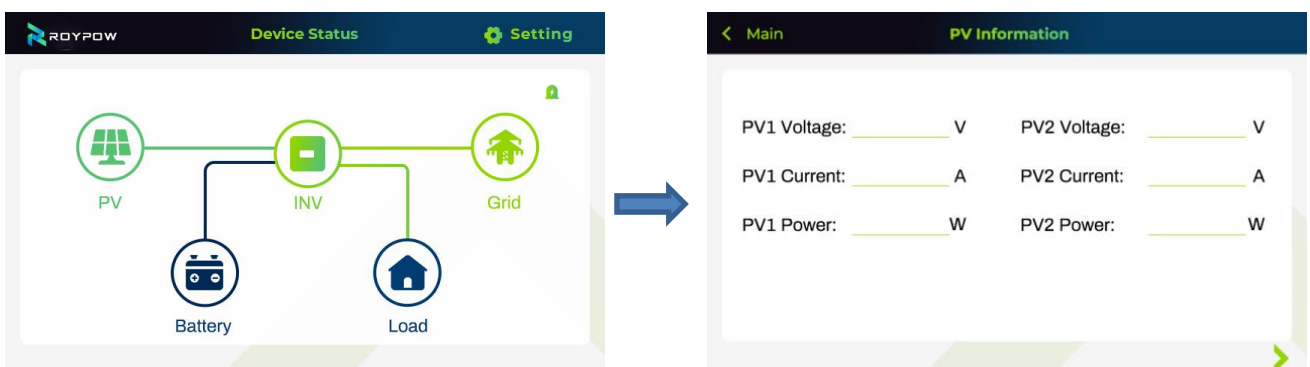 ROYPOW
Device Status
Setting
PV
INV
Grid
Battery
Load
Main
PV Information
PV1 Voltage: V PV2 Voltage: V
PV1 Current: A PV2 Current: A
PV1 Power: W PV2 Power: W